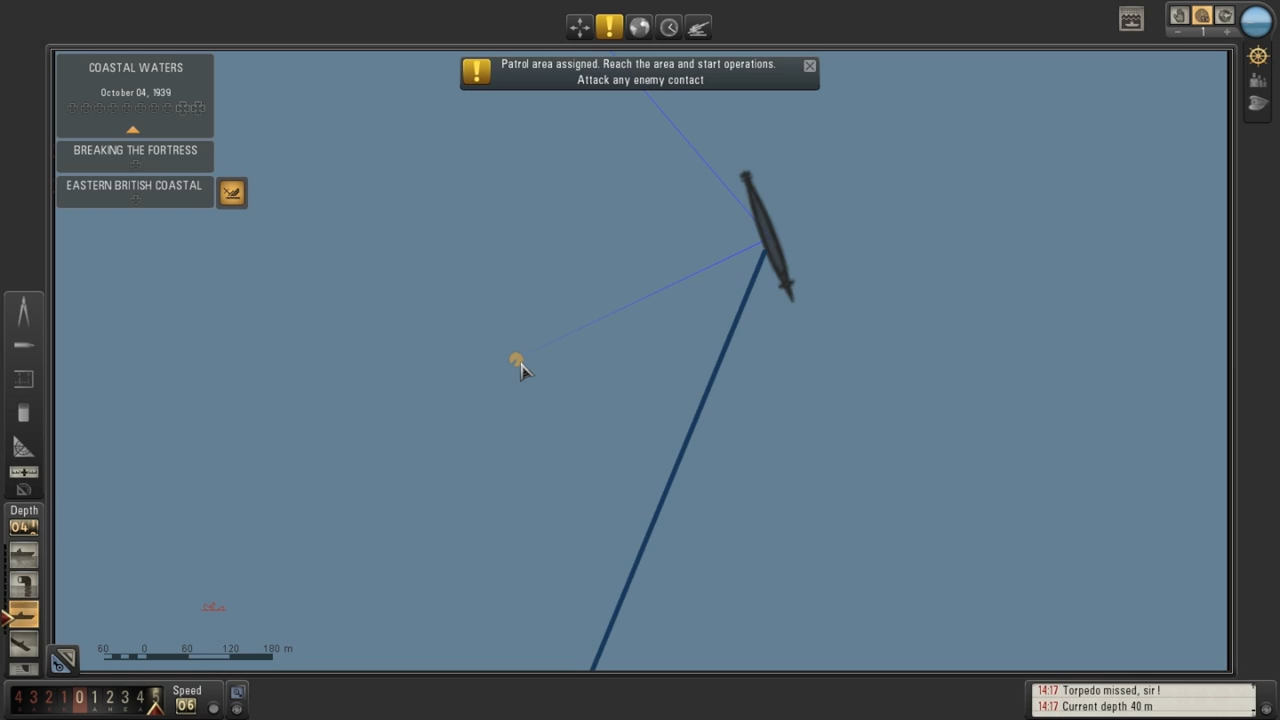 1
COASTAL WATERS
October 04, 1939
BREAKING THE FORTRESS
EASTERN BRITISH COASTAL
Patrol area assigned. Reach the area and start operations.
Attack any enemy contact
Depth
04
60 0 60 120 180 m
4 3 2 1 0 1 2 3 4 5
Speed
06
14:17 Torpedo missed, sir !
14:17 Current depth 40 m